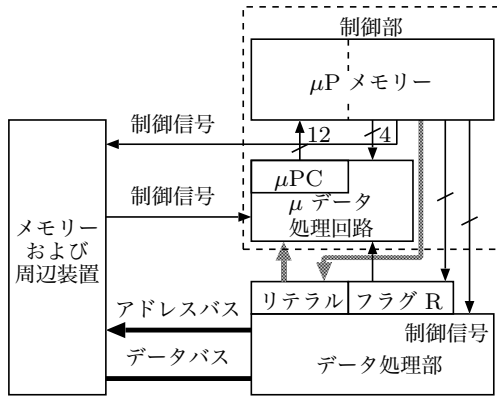 制御部
μP メモリー
制御信号
12
4
μPC
制御信号
μ データ
処理回路
メモリー
および
周辺装置
リテラル
フラグ R
アドレスバス
制御信号
データバス
データ処理部